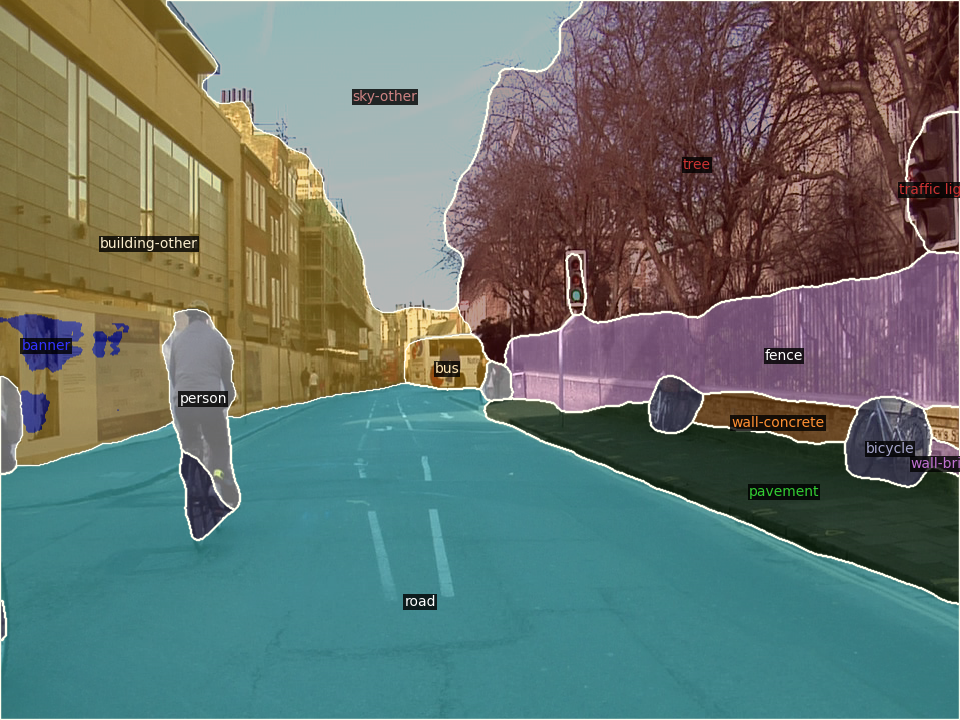 sky-other
tree
traffic lig
building-other
banner
fence
bus
person
wall-concrete
bicycle
wall-bri
pavement
road